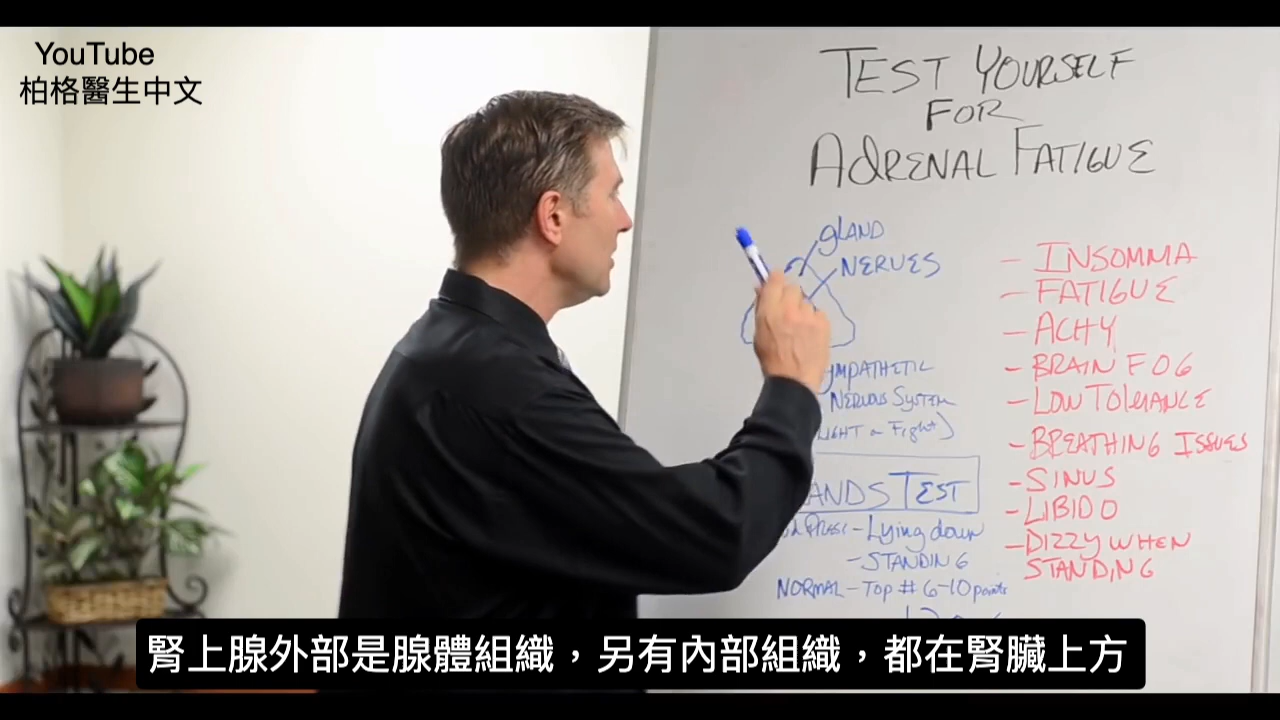 YouTube
柏格醫生中文
TEST YOURSELF
FOR
ADRENAL FATIGUE
gLAND
NERVES
NERVOUS SYSTEM
TEST
Lying down
- STANDING
NORMAL - TOP # 6-10 points
- INSOMMA
- FATIGUE
- ACHY
- BRAIN FOG
- LOW TOLERANCE
- BREATHING ISSUES
- SINUS
- LIBIDO
- DIZZY WHEN
STANDING
腎上腺外部是腺體組織，另有內部組織，都在腎臟上方